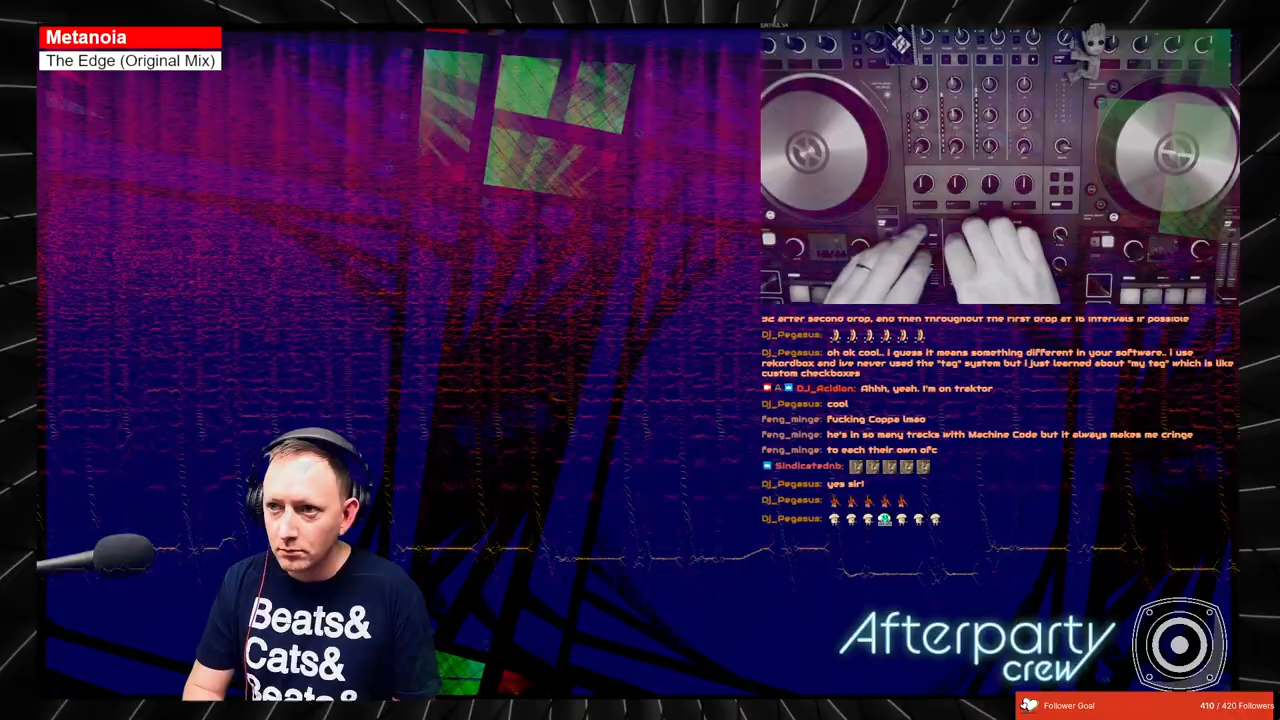 Metanoia
The Edge (Original Mix)
32 after second drop, and then throughout the first drop at 16 intervals if possible
Dj_Pegasus:
Dj_Pegasus: oh ok cool.. i guess it means something different in your software.. i use
rekordbox and ive never used the "tag" system but i just learned about "my tag" which is like
custom checkboxes
DJ_Acidion: Ahhh, yeah. I'm on traktor
Dj_Pegasus: cool
feng_minge: fucking Coppa lmao
feng_minge: he's in so many tracks with Machine Code but it always makes me cringe
feng_minge: to each their own ofc
Sindicatednb:
Dj_Pegasus: yes sir!
Dj_Pegasus:
Dj_Pegasus:
Beats&
Cats&
Beats&
Afterparty
crew
Follower Goal
410 / 420 Followers